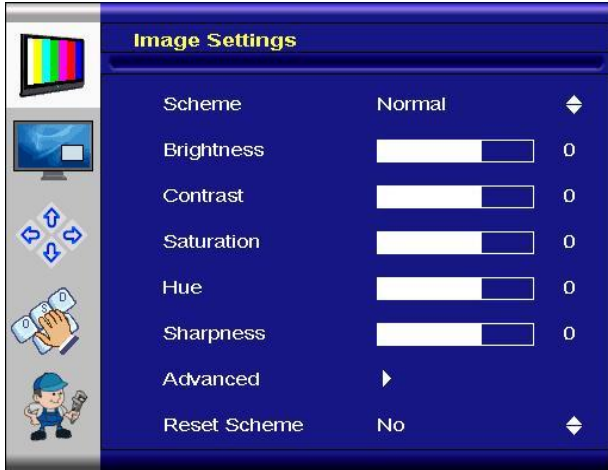 Image Settings
Scheme Normal
Brightness 0
Contrast 0
Saturation 0
Hue 0
Sharpness 0
Advanced
Reset Scheme No
O S D